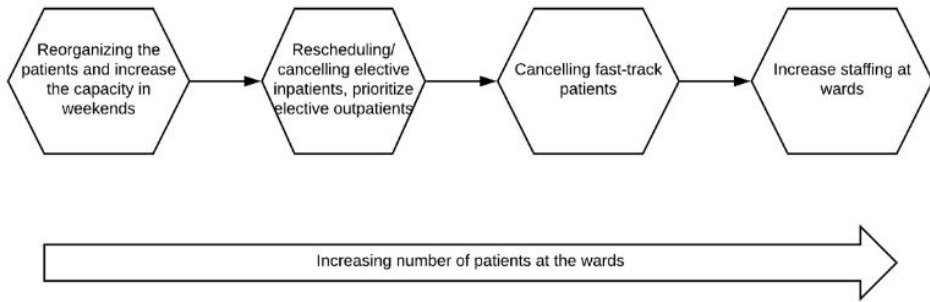 Reorganizing the
patients and increase
the capacity in
weekends
Rescheduling/
cancelling elective
inpatients, prioritize
elective outpatients
Cancelling fast-track
patients
Increase staffing at
wards
Increasing number of patients at the wards